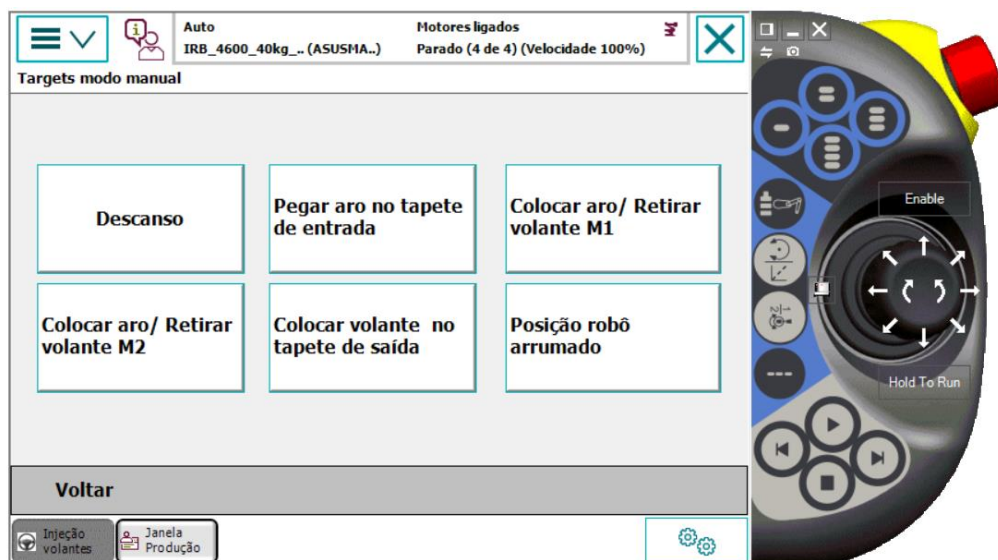 Auto
IRB_4600_40kg_.. (ASUSMA..)
Motores ligados
Parado (4 de 4) (Velocidade 100%)
Targets modo manual
Descanso
Pegar aro no tapete
de entrada
Colocar aro/ Retirar
volante M1
Colocar aro/ Retirar
volante M2
Colocar volante no
tapete de saída
Posição robô
arrumado
Voltar
Injeção
volantes
Janela
Produção
Enable
Hold To Run